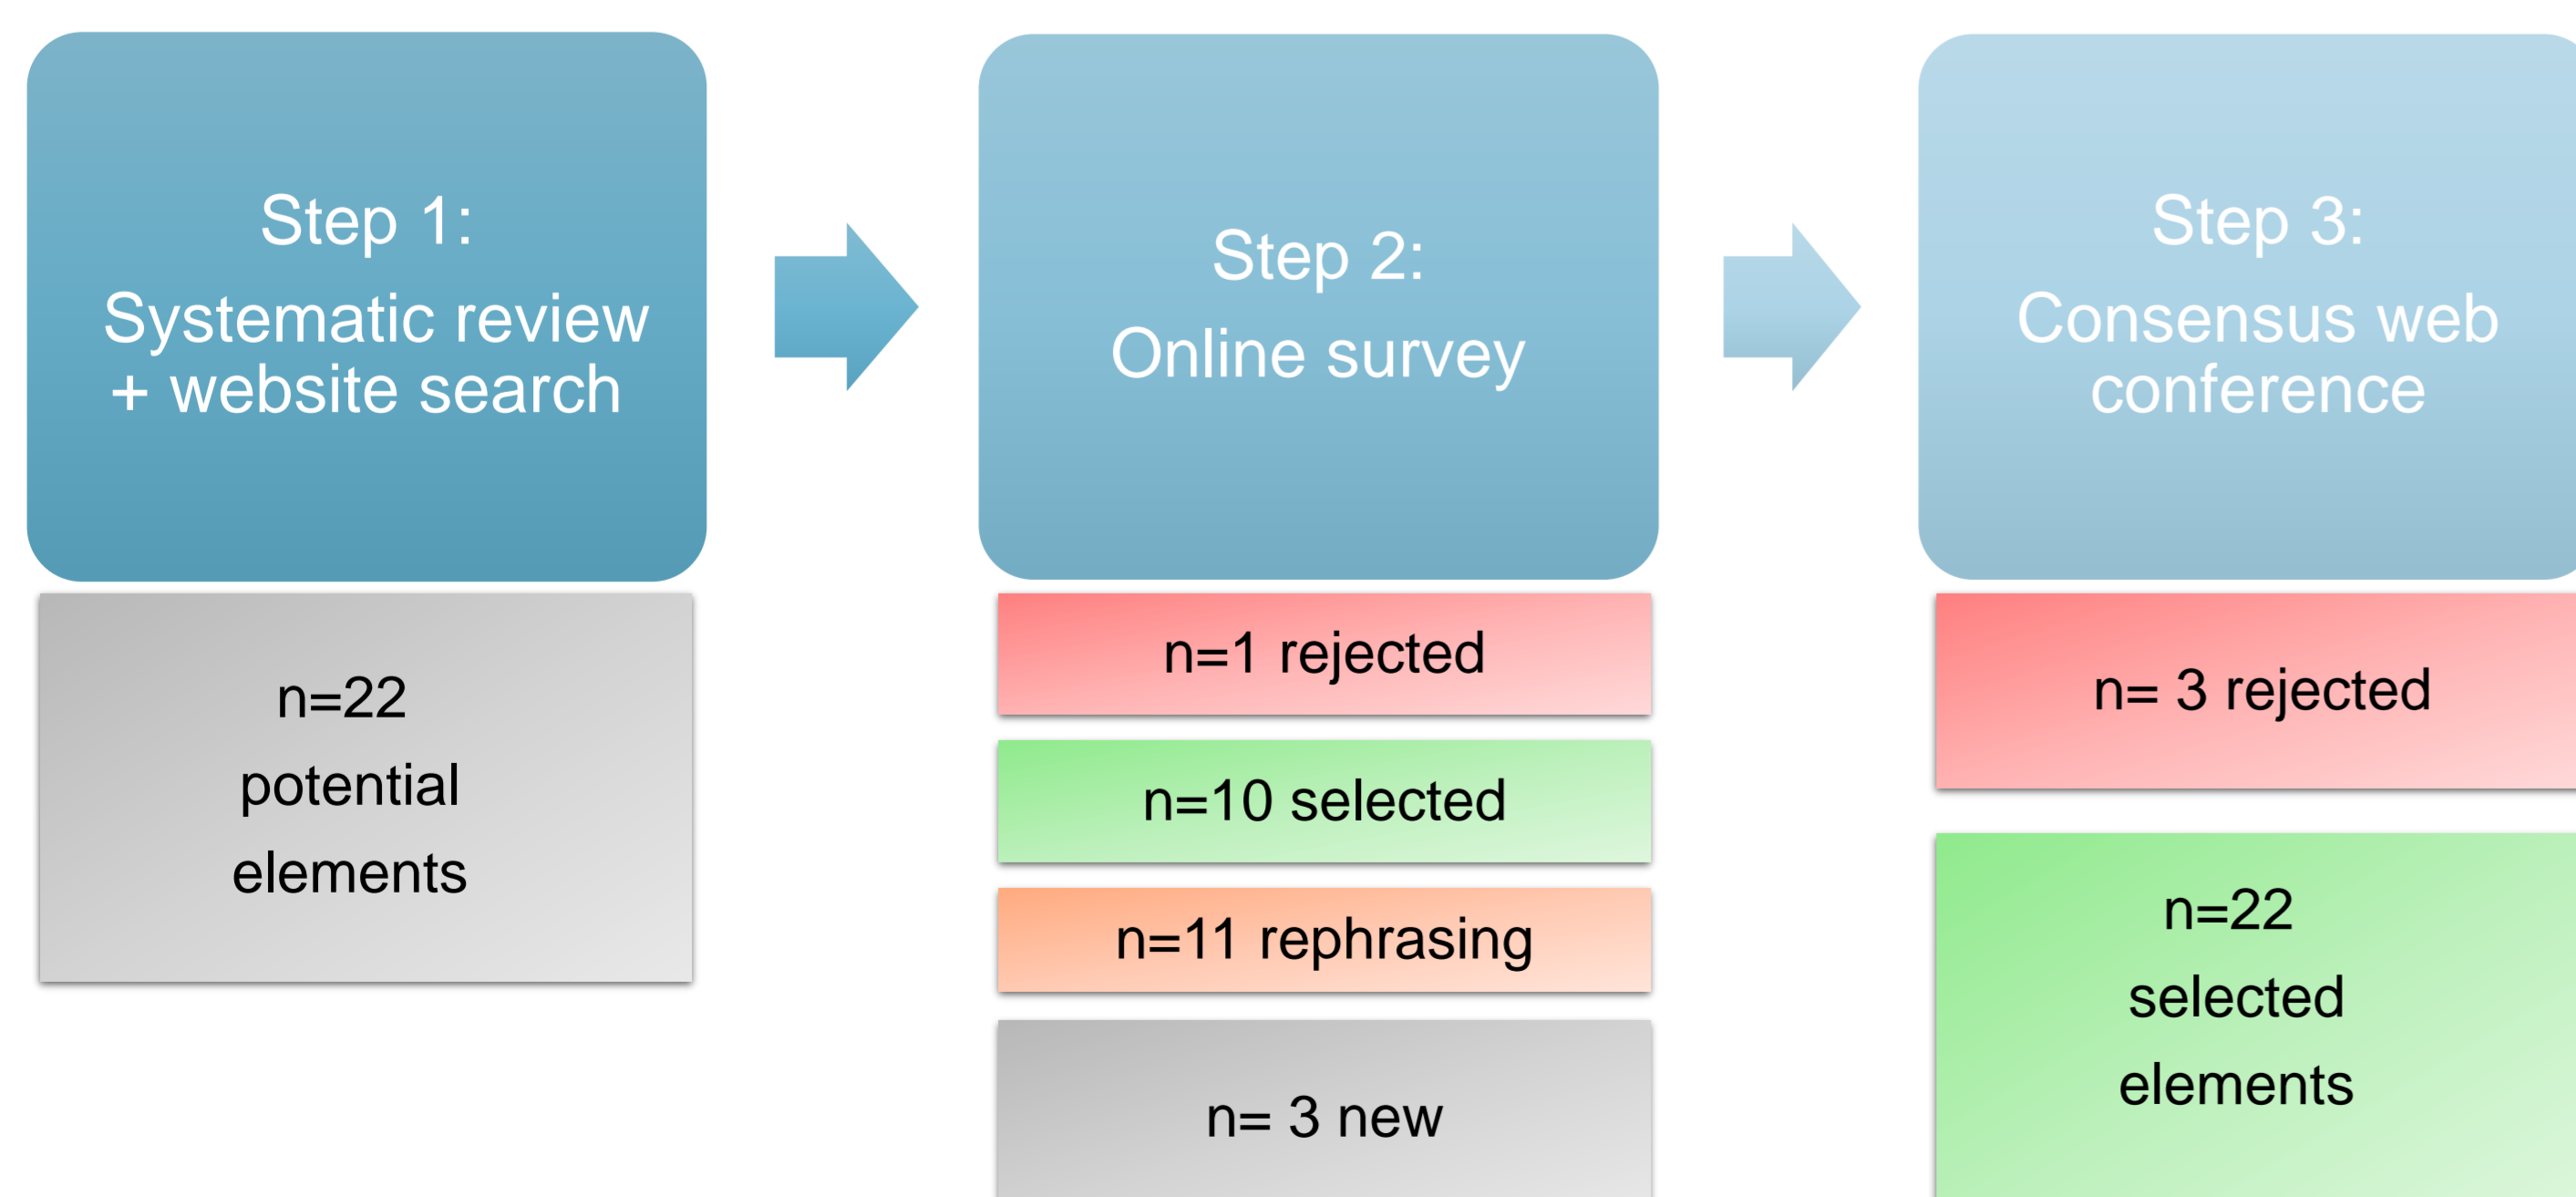 Step 1:
Systematic review
+ website search
n=22
potential
elements
Step 2:
Online survey
n=1 rejected
n=10 selected
n=11 rephrasing
n= 3 new
Step 3:
Consensus web
conference
n= 3 rejected
n=22
selected
elements